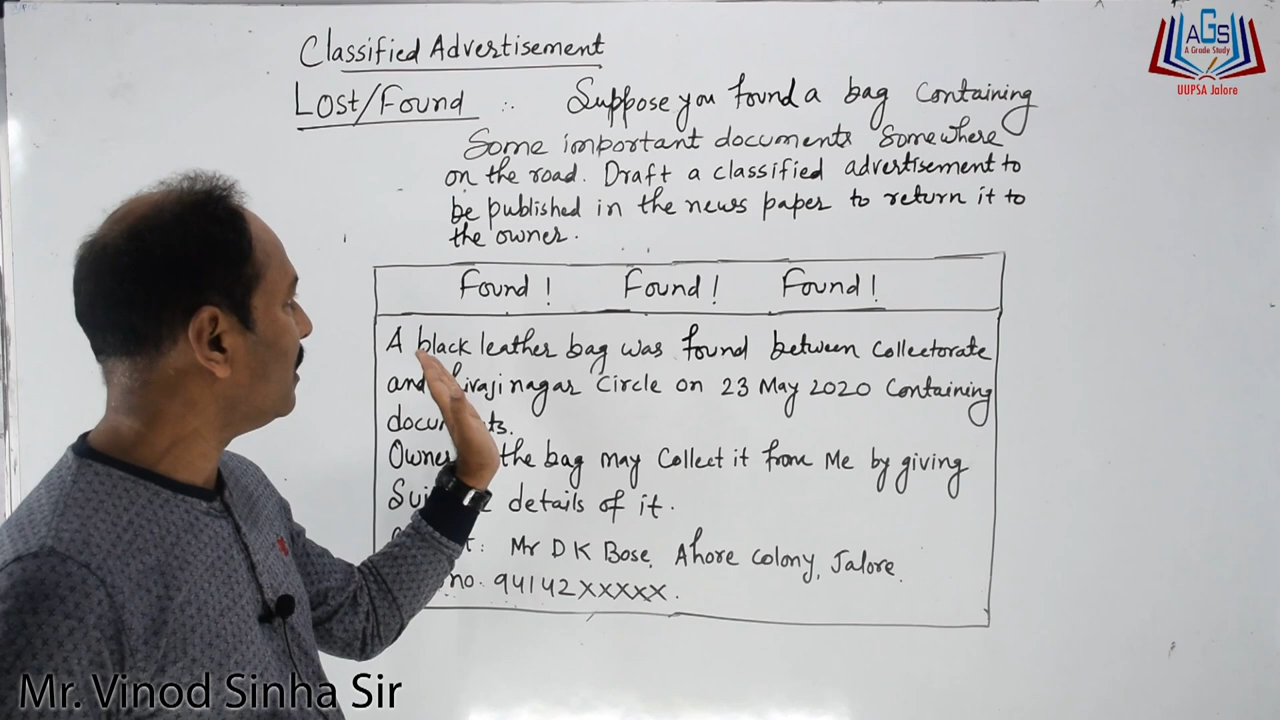 Classified Advertisement
Lost/Found :. Suppose you found a bag containing
Some important documents somewhere
on the road. Draft a classified advertisement to
be published in the news paper to return it to
the owner.
Found! Found! Found!
A black leather bag was found between Collectorate
and nagar Circle on 23 May 2020 Containing
Owner the bag may Collect it from Me by giving
details of it.
Mr D K Bose, Ahore Colony, Jalore.
no. 94142XXXXX.
AGS
A Grade Study
UUPSA Jalore
Mr. Vinod Sinha Sir